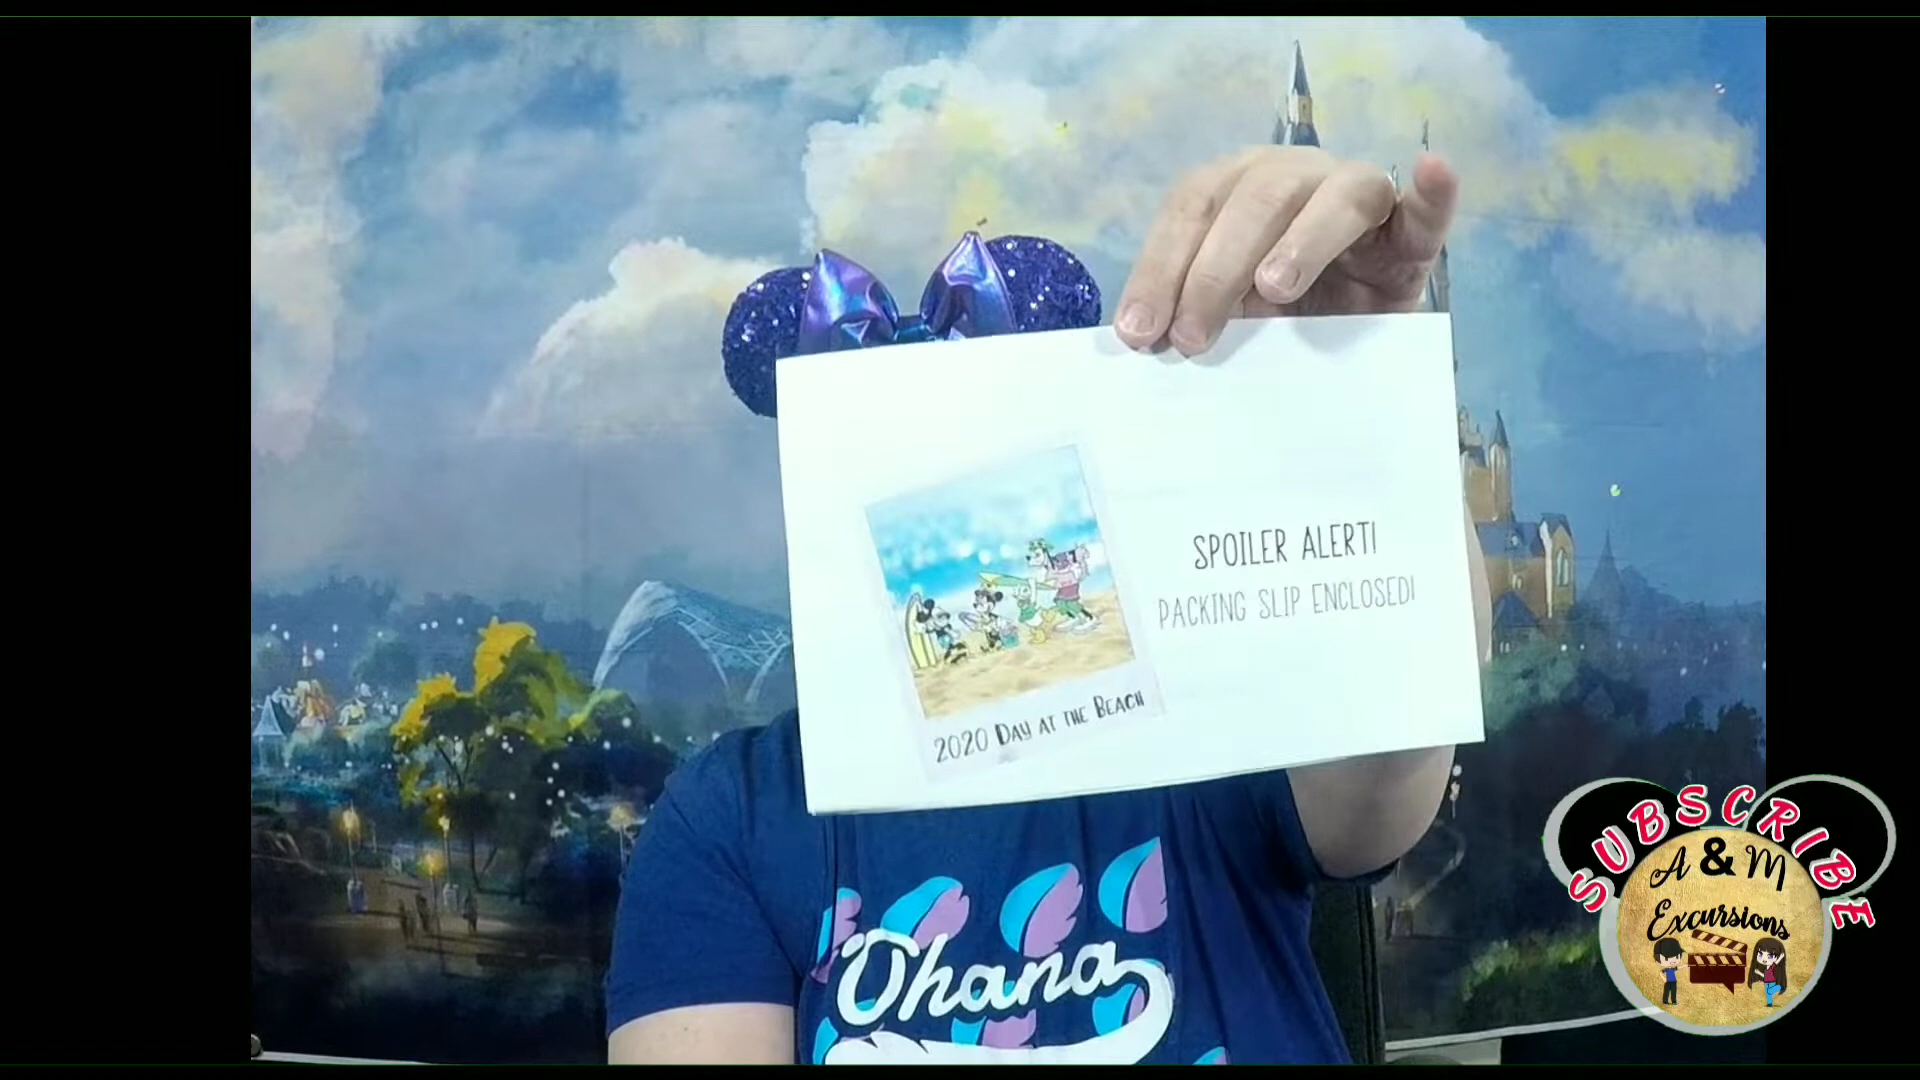 SPOILER ALERT!
PACKING SLIP ENCLOSED!
2020 DAY AT THE BEACH
'Ohana
SUBSCRIBE
A & M
Excursions